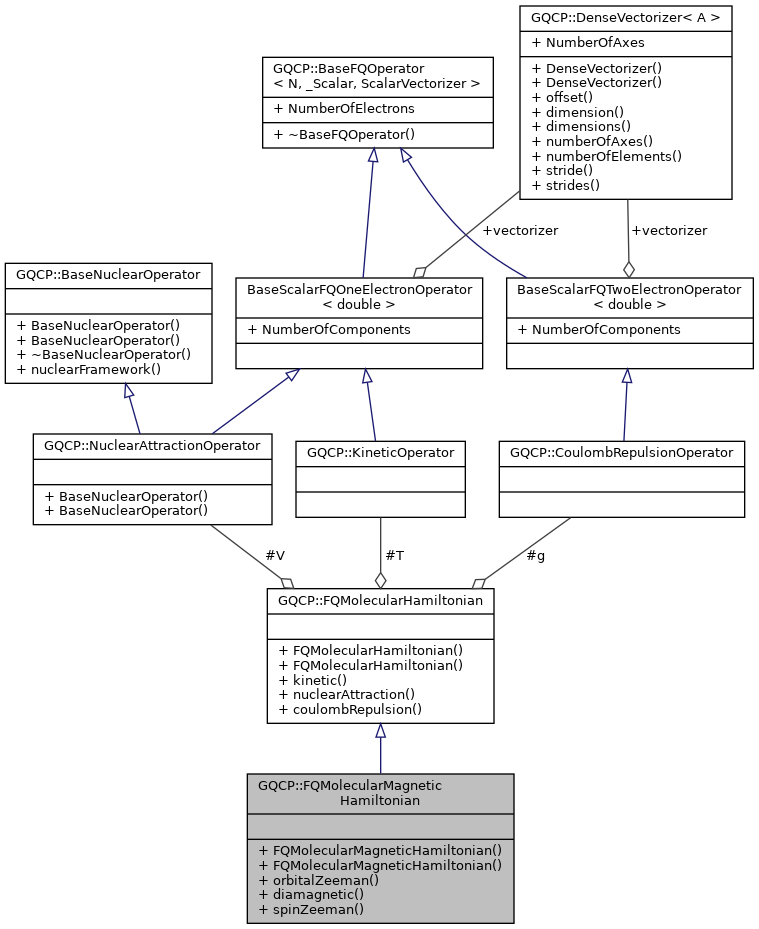 GQCP::DenseVectorizer< A >
+ NumberOfAxes
+ DenseVectorizer()
+ DenseVectorizer()
+ offset()
+ dimension()
+ dimensions()
+ numberOfAxes()
+ numberOfElements()
+ stride()
+ strides()
GQCP::BaseFQOperator
< N, _Scalar, ScalarVectorizer >
+ NumberOfElectrons
+ ~BaseFQOperator()
+vectorizer
+vectorizer
GQCP::BaseNuclearOperator
+ BaseNuclearOperator()
+ BaseNuclearOperator()
+ ~BaseNuclearOperator()
+ nuclearFramework()
BaseScalarFQOneElectronOperator
< double >
+ NumberOfComponents
BaseScalarFQTwoElectronOperator
< double >
+ NumberOfComponents
GQCP::NuclearAttractionOperator
+ BaseNuclearOperator()
+ BaseNuclearOperator()
GQCP::KineticOperator
GQCP::CoulombRepulsionOperator
#V
#T
#g
GQCP::FQMolecularHamiltonian
+ FQMolecularHamiltonian()
+ FQMolecularHamiltonian()
+ kinetic()
+ nuclearAttraction()
+ coulombRepulsion()
GQCP::FQMolecularMagnetic
Hamiltonian
+ FQMolecularMagneticHamiltonian()
+ FQMolecularMagneticHamiltonian()
+ orbitalZeeman()
+ diamagnetic()
+ spinZeeman()